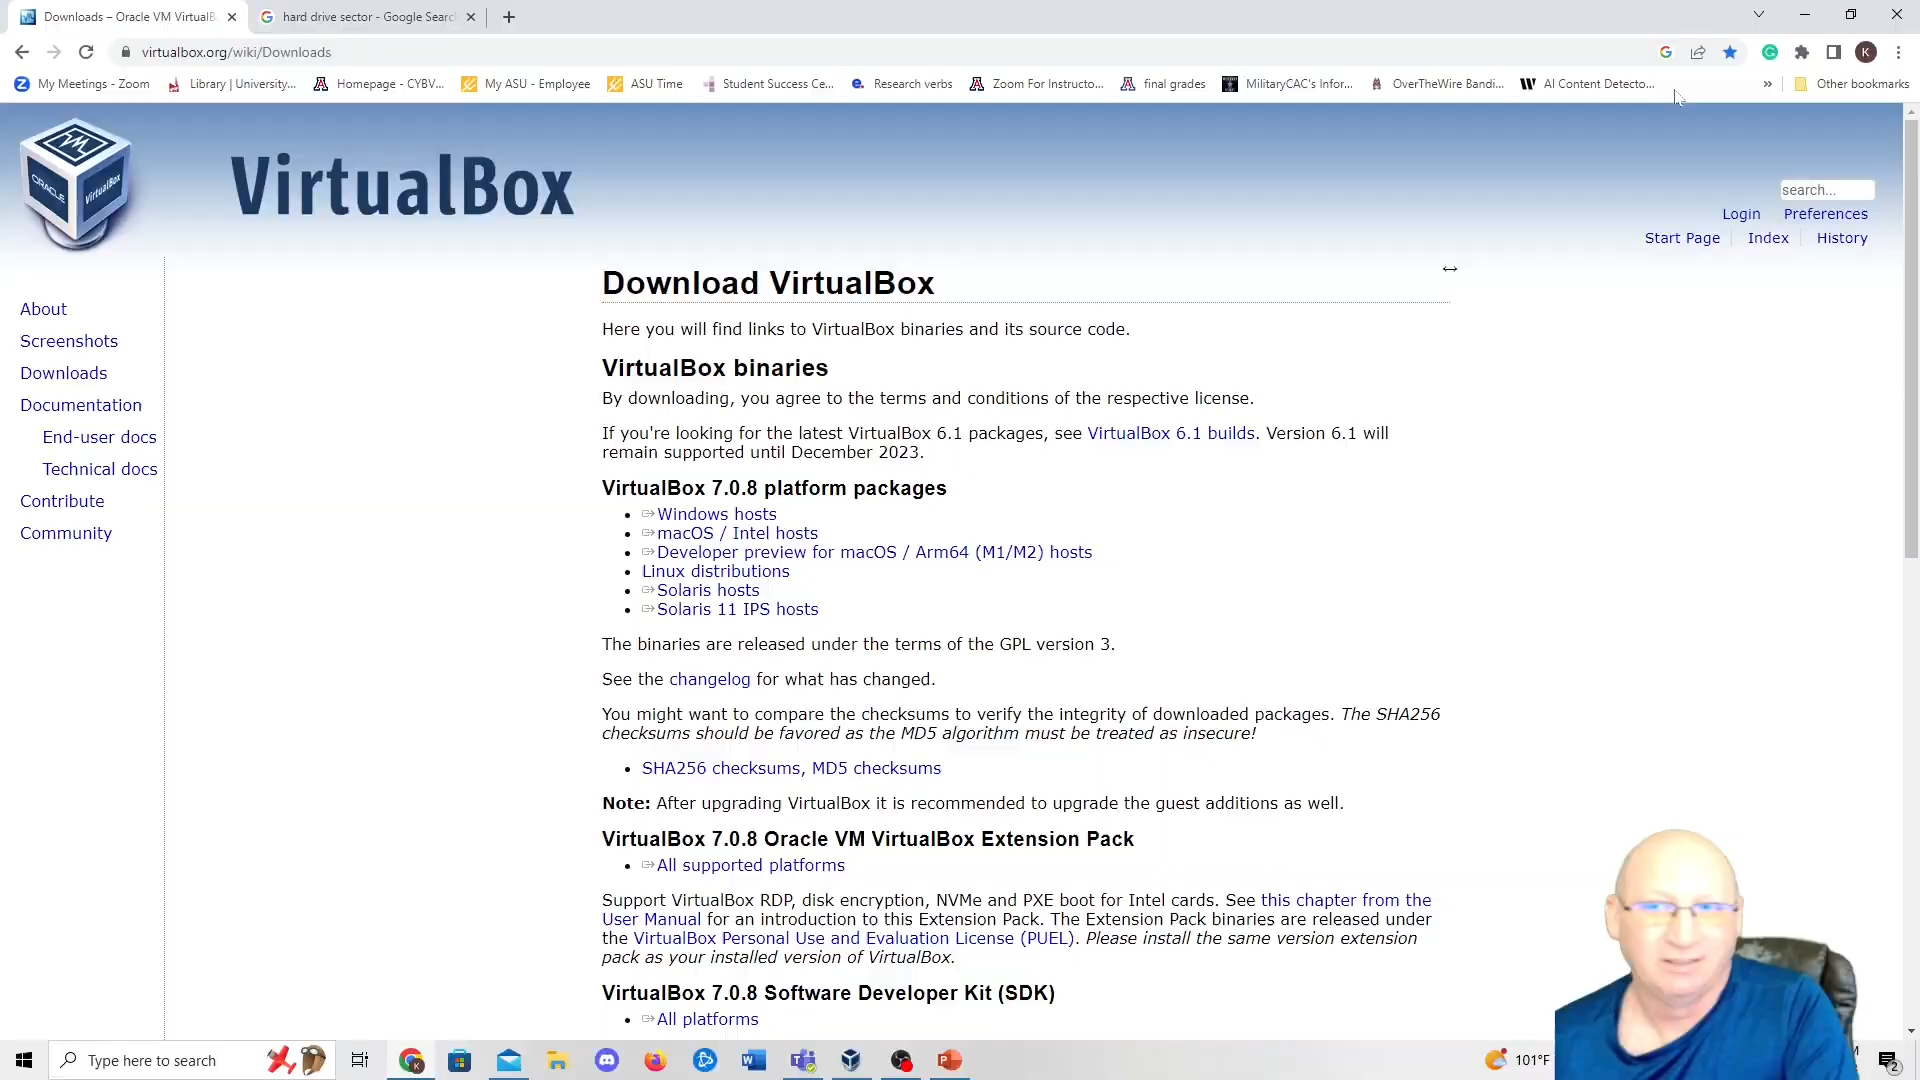 Downloads – Oracle VM VirtualB
hard drive sector - Google Searc
virtualbox.org/wiki/Downloads
K
My Meetings - Zoom
Library | University...
Homepage - CYBV...
My ASU - Employee
ASU Time
Student Success Ce...
Research verbs
Zoom For Instructo...
final grades
MilitaryCAC's Infor...
OverTheWire Bandi...
AI Content Detecto...
»
Other bookmarks
ORACLE
VirtualBox
VirtualBox
search...
Login
Preferences
Start Page
Index
History
About
Screenshots
Downloads
Documentation
End-user docs
Technical docs
Contribute
Community
Download VirtualBox
Here you will find links to VirtualBox binaries and its source code.
VirtualBox binaries
By downloading, you agree to the terms and conditions of the respective license.
If you're looking for the latest VirtualBox 6.1 packages, see VirtualBox 6.1 builds. Version 6.1 will
remain supported until December 2023.
VirtualBox 7.0.8 platform packages
• Windows hosts
• macOS / Intel hosts
• Developer preview for macOS / Arm64 (M1/M2) hosts
• Linux distributions
• Solaris hosts
• Solaris 11 IPS hosts
The binaries are released under the terms of the GPL version 3.
See the changelog for what has changed.
You might want to compare the checksums to verify the integrity of downloaded packages. The SHA256
checksums should be favored as the MD5 algorithm must be treated as insecure!
• SHA256 checksums, MD5 checksums
Note: After upgrading VirtualBox it is recommended to upgrade the guest additions as well.
VirtualBox 7.0.8 Oracle VM VirtualBox Extension Pack
• All supported platforms
Support VirtualBox RDP, disk encryption, NVMe and PXE boot for Intel cards. See this chapter from the
User Manual for an introduction to this Extension Pack. The Extension Pack binaries are released under
the VirtualBox Personal Use and Evaluation License (PUEL). Please install the same version extension
pack as your installed version of VirtualBox.
VirtualBox 7.0.8 Software Developer Kit (SDK)
• All platforms
Type here to search
101°F
M
2